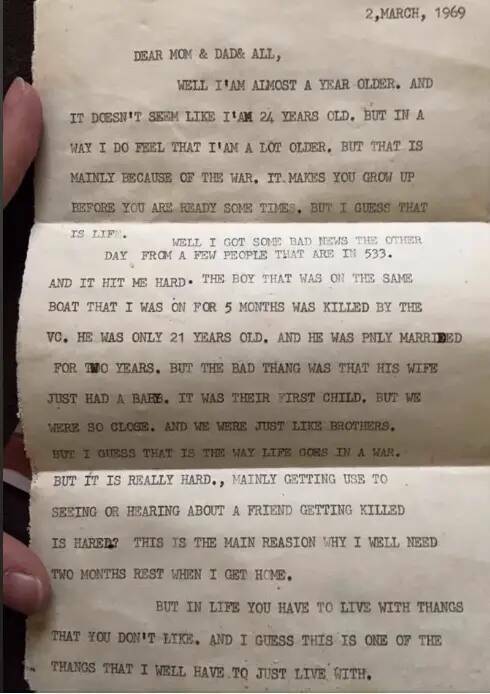 2,MARCH, 1969
DEAR MOM & DAD& ALL,
WELL I'AM ALMOST A YEAR OLDER. AND
IT DOESN'T SEEM LIKE I'AM 24 YEARS OLD. BUT IN A
WAY I DO FEEL THAT I'AM A LOT OLDER. BUT THAT IS
MAINLY BECAUSE OF THE WAR. IT MAKES YOU GROW UP
BEFORE YOU ARE READY SOME TIMES. BUT I GUESS THAT
IS LIFE.
WELL I GOT SOME BAD NEWS THE OTHER
DAY FROM A FEW PEOPLE THAT ARE IN 533.
AND IT HIT ME HARD. THE BOY THAT WAS ON THE SAME
BOAT THAT I WAS ON FOR 5 MONTHS WAS KILLED BY THE
VC. HE WAS ONLY 21 YEARS OLD. AND HE WAS PNLY MARRIED
FOR TWO YEARS. BUT THE BAD THANG WAS THAT HIS WIFE
JUST HAD A BABY. IT WAS THEIR FIRST CHILD. BUT WE
WERE SO CLOSE. AND WE WERE JUST LIKE BROTHERS.
BUT I GUESS THAT IS THE WAY LIFE GOES IN A WAR.
BUT IT IS REALLY HARD., MAINLY GETTING USE TO
SEEING OR HEARING ABOUT A FRIEND GETTING KILLED
IS HARED? THIS IS THE MAIN REASION WHY I WELL NEED
TWO MONTHS REST WHEN I GET HOME.
BUT IN LIFE YOU HAVE TO LIVE WITH THANGS
THAT YOU DON'T LIKE. AND I GUESS THIS IS ONE OF THE
THANGS THAT I WELL HAVE TO JUST LIVE WITH.